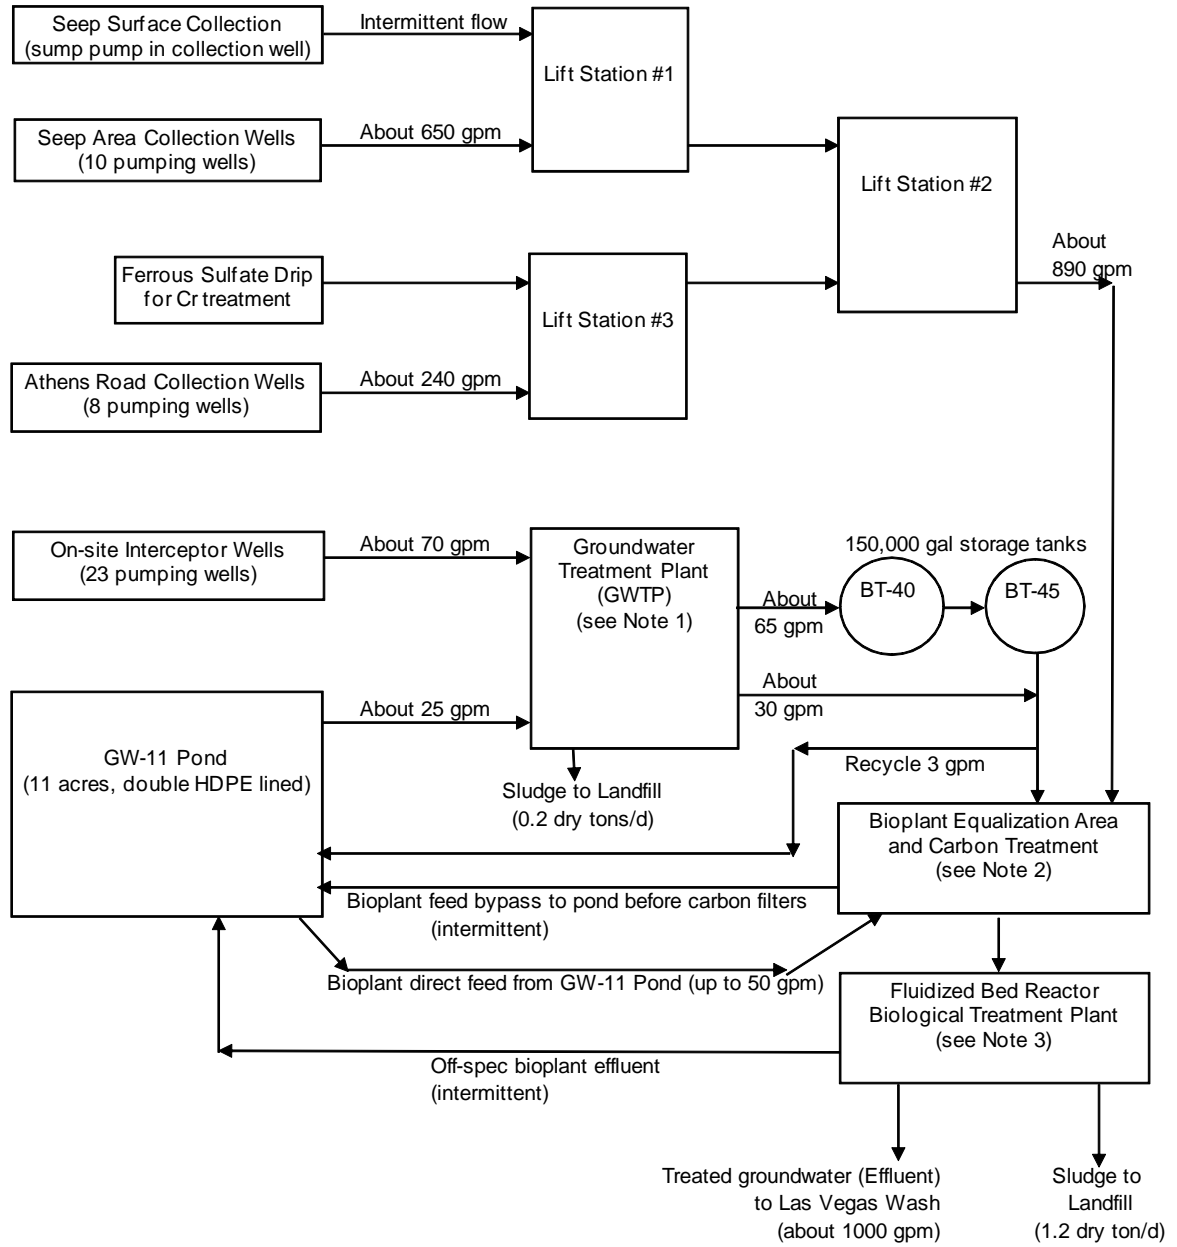 Seep Surface Collection
(sump pump in collection well)
Intermittent flow
Lift Station #1
Seep Area Collection Wells
(10 pumping wells)
About 650 gpm
Lift Station #2
About
890 gpm
Ferrous Sulfate Drip
for Cr treatment
Lift Station #3
Athens Road Collection Wells
(8 pumping wells)
About 240 gpm
On-site Interceptor Wells
(23 pumping wells)
About 70 gpm
Groundwater
Treatment Plant
(GWTP)
(see Note 1)
150,000 gal storage tanks
BT-40
BT-45
About
65 gpm
About
30 gpm
About 25 gpm
GW-11 Pond
(11 acres, double HDPE lined)
Recycle 3 gpm
Sludge to Landfill
(0.2 dry tons/d)
Bioplant Equalization Area
and Carbon Treatment
(see Note 2)
Bioplant feed bypass to pond before carbon filters
(intermittent)
Bioplant direct feed from GW-11 Pond (up to 50 gpm)
Fluidized Bed Reactor
Biological Treatment Plant
(see Note 3)
Off-spec bioplant effluent
(intermittent)
Treated groundwater (Effluent)
to Las Vegas Wash
(about 1000 gpm)
Sludge to
Landfill
(1.2 dry ton/d)